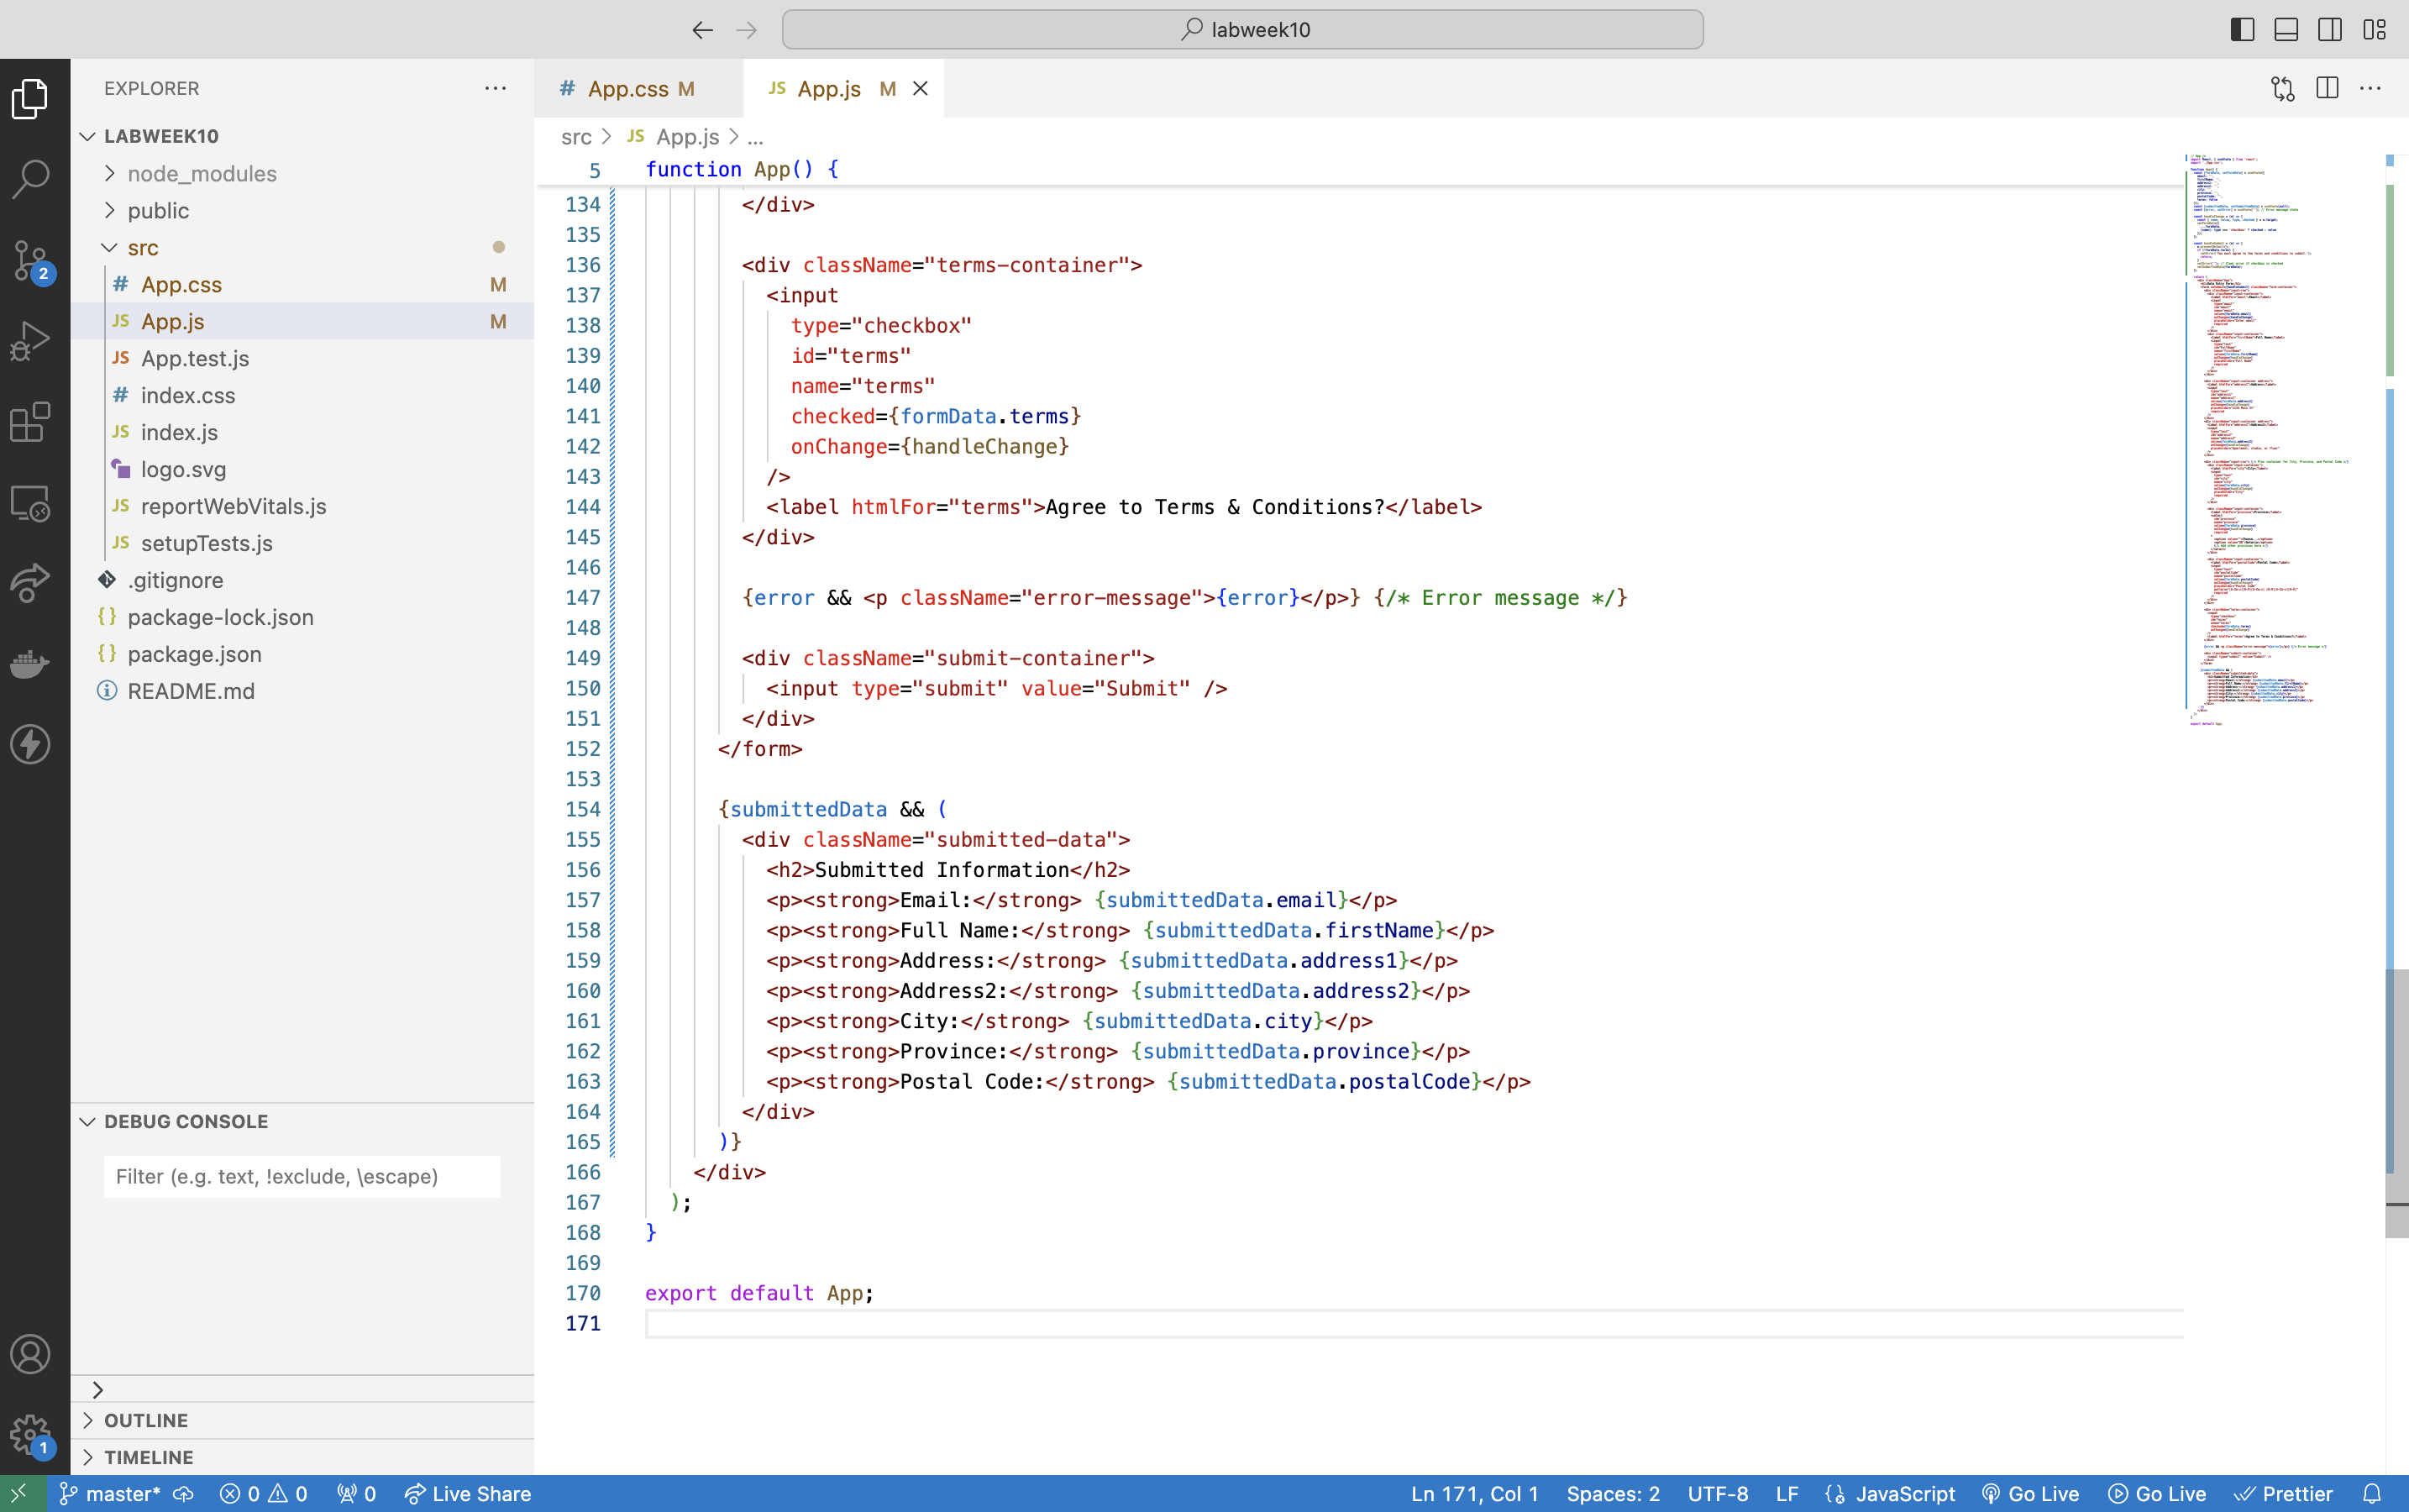 labweek10
EXPLORER
LABWEEK10
node_modules
public
src
# App.css M
JS App.js M
JS App.test.js
# index.css
JS index.js
logo.svg
JS reportWebVitals.js
JS setupTests.js
.gitignore
{} package-lock.json
{} package.json
README.md
2
DEBUG CONSOLE
Filter (e.g. text, !exclude, \escape)
OUTLINE
TIMELINE
1
# App.css M
JS App.js M
src > JS App.js > ...
5 function App() {
134 </div>
135
136 <div className="terms-container">
137 <input
138 type="checkbox"
139 id="terms"
140 name="terms"
141 checked={formData.terms}
142 onChange={handleChange}
143 />
144 <label htmlFor="terms">Agree to Terms & Conditions?</label>
145 </div>
146
147 {error && <p className="error-message">{error}</p>} {/* Error message */}
148
149 <div className="submit-container">
150 <input type="submit" value="Submit" />
151 </div>
152 </form>
153
154 {submittedData && (
155 <div className="submitted-data">
156 <h2>Submitted Information</h2>
157 <p><strong>Email:</strong> {submittedData.email}</p>
158 <p><strong>Full Name:</strong> {submittedData.firstName}</p>
159 <p><strong>Address:</strong> {submittedData.address1}</p>
160 <p><strong>Address2:</strong> {submittedData.address2}</p>
161 <p><strong>City:</strong> {submittedData.city}</p>
162 <p><strong>Province:</strong> {submittedData.province}</p>
163 <p><strong>Postal Code:</strong> {submittedData.postalCode}</p>
164 </div>
165 )}
166 </div>
167 );
168 }
169
170 export default App;
171
master* 0 0 0 Live Share Ln 171, Col 1 Spaces: 2 UTF-8 LF JavaScript Go Live Go Live Prettier